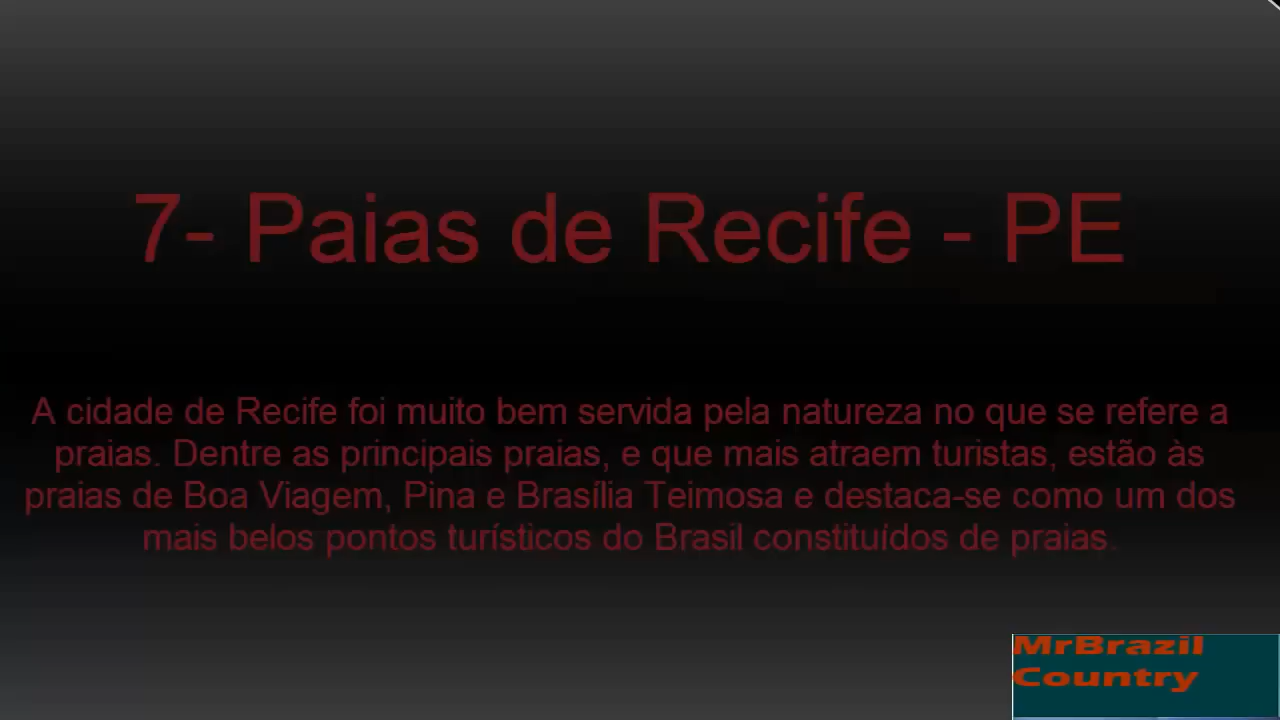 7- Paias de Recife - PE
A cidade de Recife foi muito bem servida pela natureza no que se refere a
praias. Dentre as principais praias, e que mais atraem turistas, estão às
praias de Boa Viagem, Pina e Brasília Teimosa e destaca-se como um dos
mais belos pontos turísticos do Brasil constituídos de praias.
MrBrazil
Country